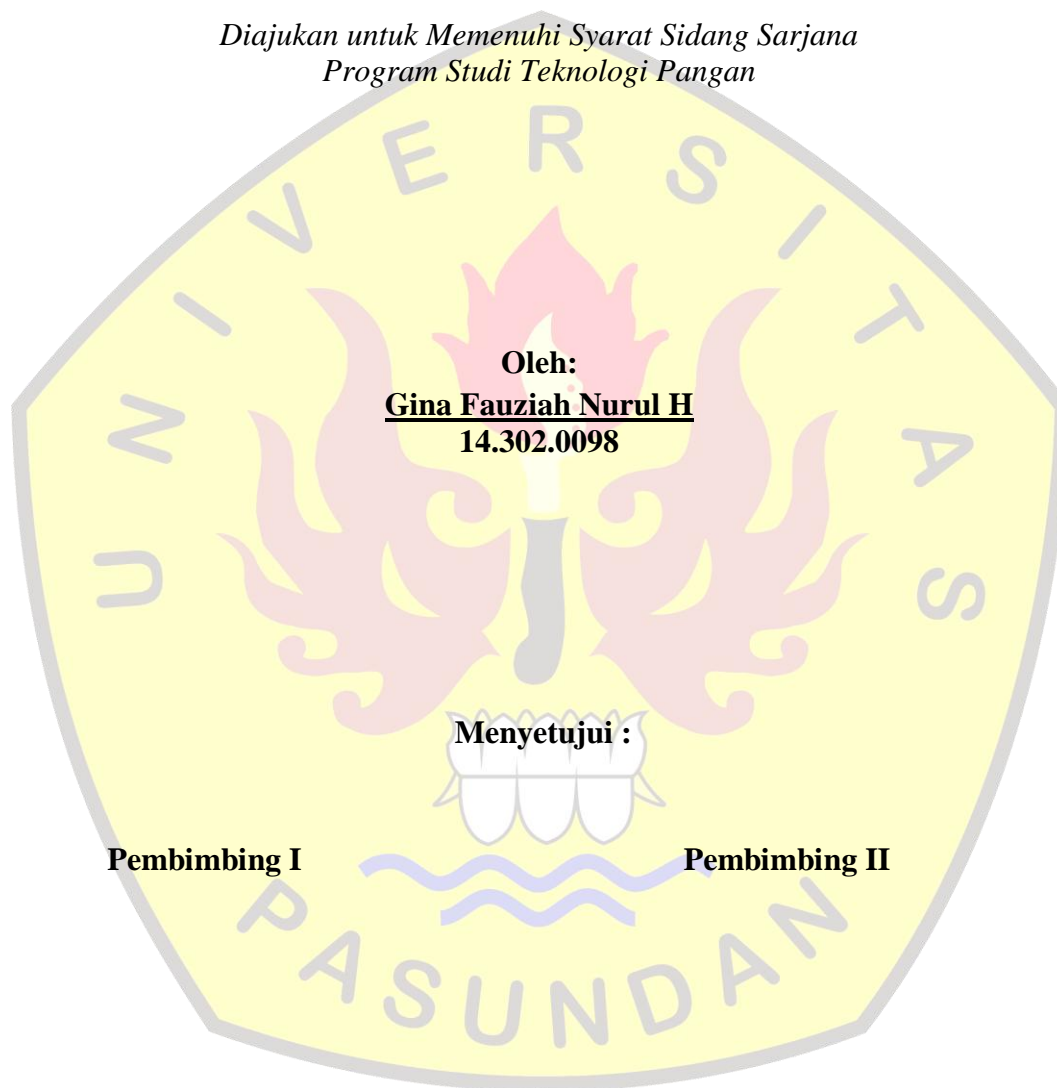 Diajukan untuk Memenuhi Syarat Sidang Sarjana
Program Studi Teknologi Pangan
UNIVERSITAS
Oleh:
Gina Fauziah Nurul H
14.302.0098
Menyetujui :
Pembimbing I Pembimbing II
PASUNDAN